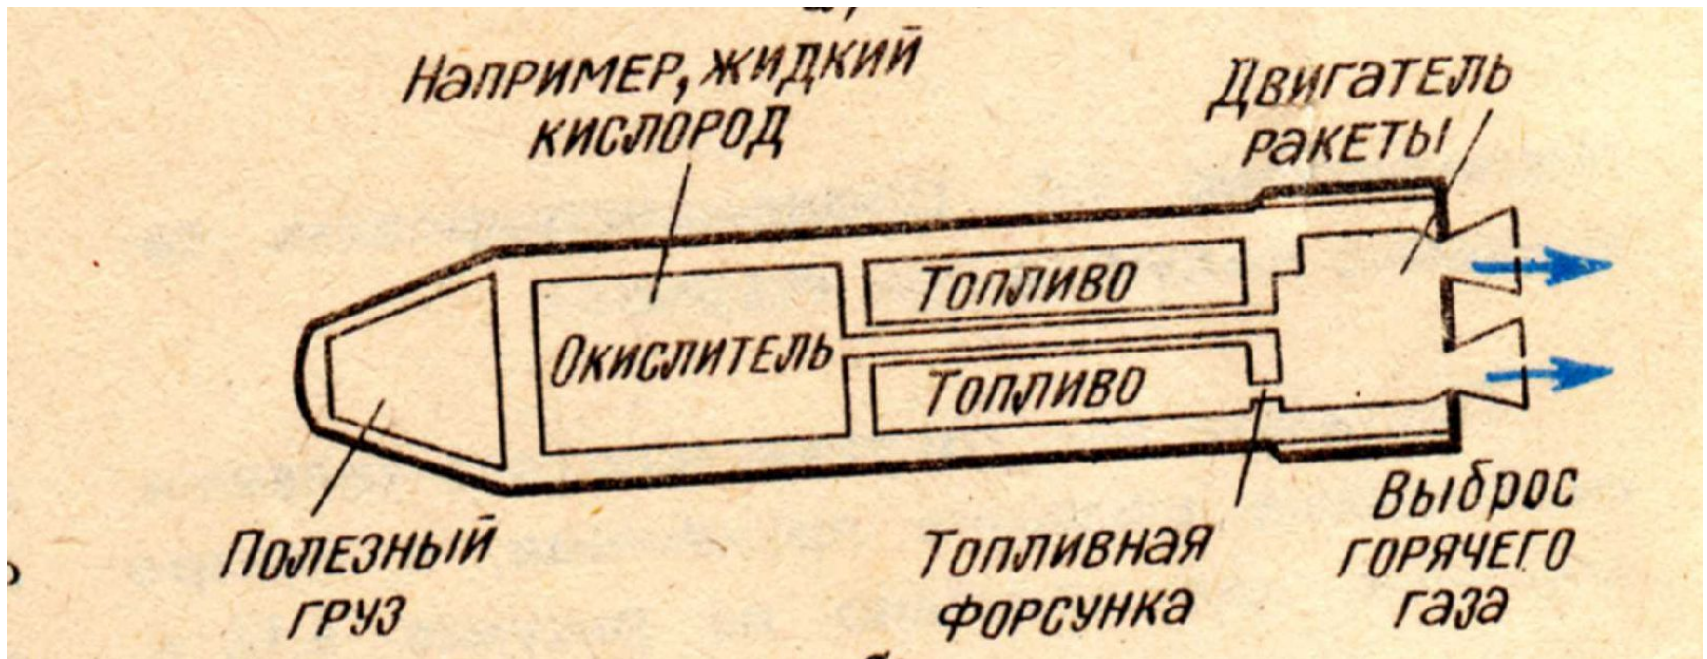 Например, жидкий
кислород
Двигатель
ракеты
Топливо
Окислитель
Топливо
Полезный
груз
Топливная
форсунка
Выброс
горячего
газа